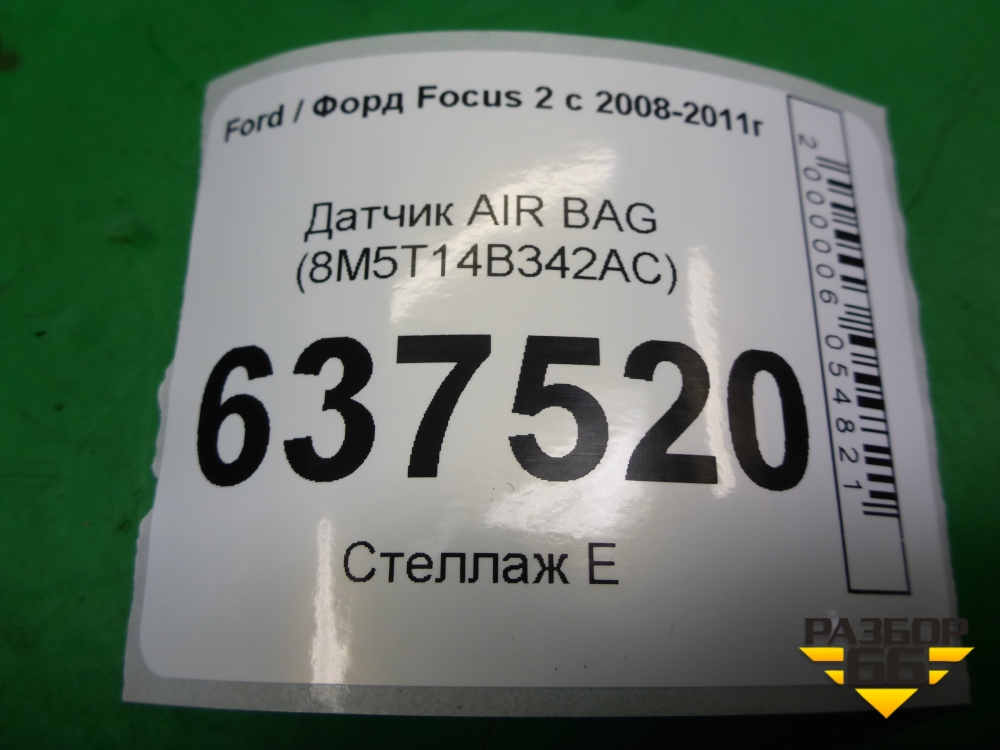 Ford / Форд Focus 2 с 2008-2011г
Датчик AIR BAG
(8M5T14B342AC)
637520
Стеллаж Е
2000006054821
РАЗБОР
66